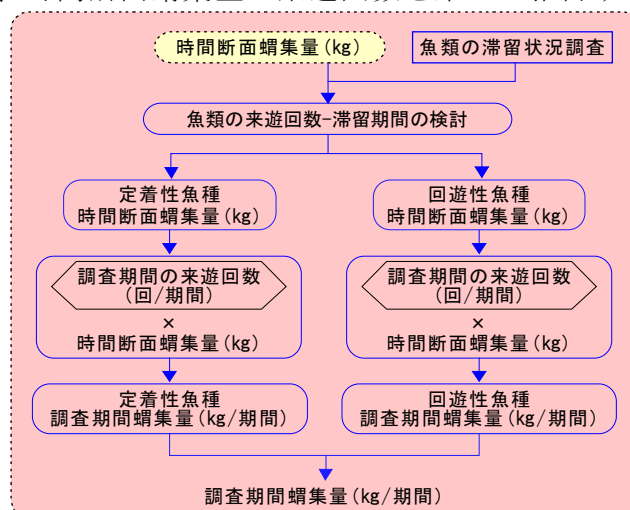 時間断面蝟集量(kg)
魚類の滞留状況調査
魚類の来遊回数-滞留期間の検討
定着性魚種
時間断面蝟集量(kg)
回遊性魚種
時間断面蝟集量(kg)
調査期間の来遊回数
(回/期間)
×
時間断面蝟集量(kg)
調査期間の来遊回数
(回/期間)
×
時間断面蝟集量(kg)
定着性魚種
調査期間蝟集量(kg/期間)
回遊性魚種
調査期間蝟集量(kg/期間)
調査期間蝟集量(kg/期間)